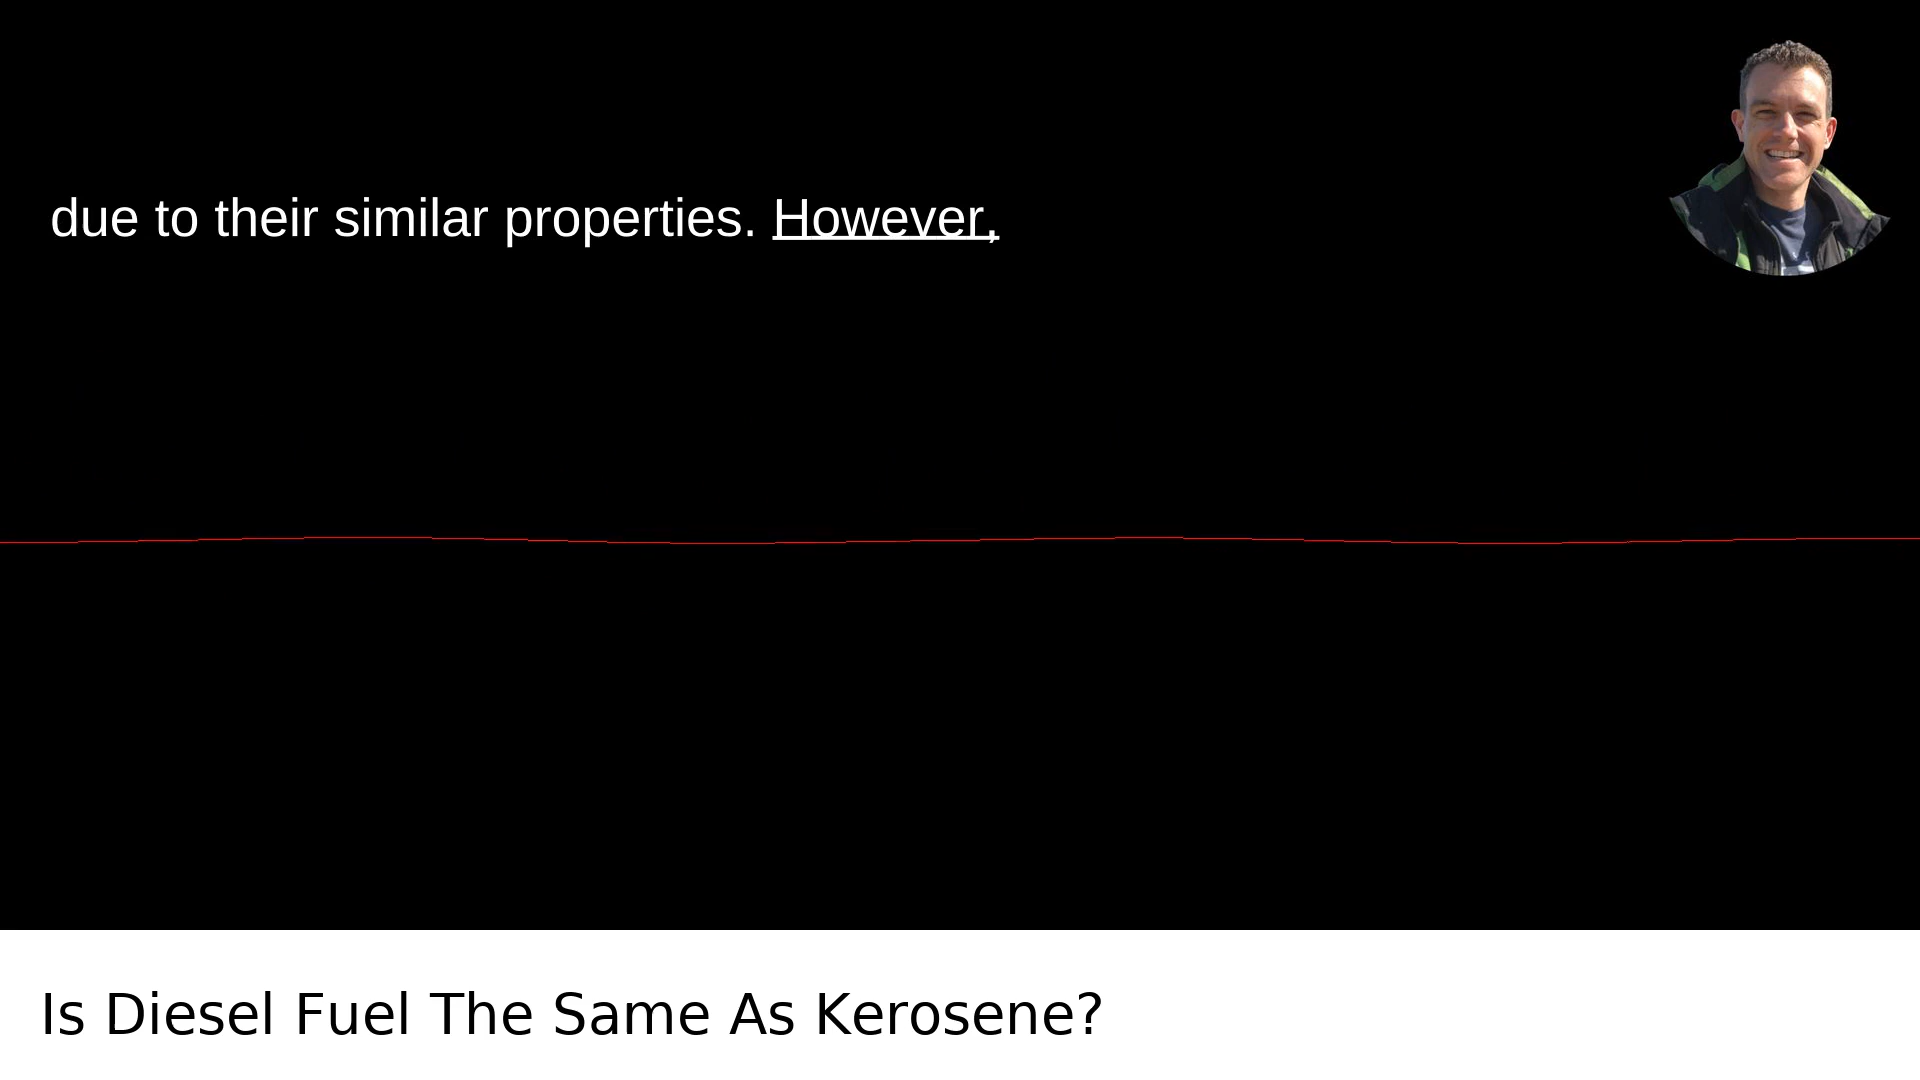 due to their similar properties. However,
Is Diesel Fuel The Same As Kerosene?